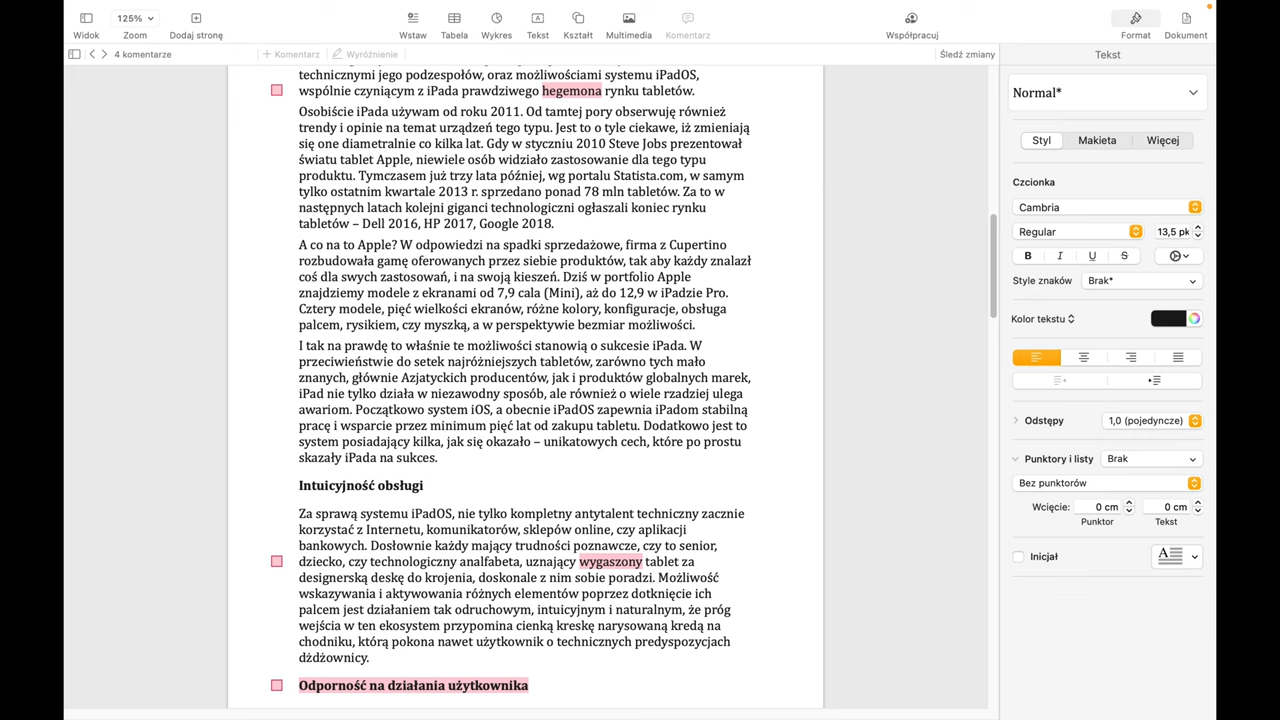 Widok
125%
Zoom
Dodaj stronę
Wstaw
Tabela
Wykres
Tekst
Kształt
Multimedia
Komentarz
Współpracuj
Format
Dokument
4 komentarze
Komentarz
Wyróżnienie
Śledź zmiany
Tekst
technicznymi jego podzespołów, oraz możliwościami systemu iPadOS,
wspólnie czyniącym z iPada prawdziwego hegemona rynku tabletów.
Osobiście iPada używam od roku 2011. Od tamtej pory obserwuję również
trendy i opinie na temat urządzeń tego typu. Jest to o tyle ciekawe, iż zmieniają
się one diametralnie co kilka lat. Gdy w styczniu 2010 Steve Jobs prezentował
światu tablet Apple, niewiele osób widziało zastosowanie dla tego typu
produktu. Tymczasem już trzy lata później, wg portalu Statista.com, w samym
tylko ostatnim kwartale 2013 r. sprzedano ponad 78 mln tabletów. Za to w
następnych latach kolejni giganci technologiczni ogłaszali koniec rynku
tabletów – Dell 2016, HP 2017, Google 2018.
A co na to Apple? W odpowiedzi na spadki sprzedażowe, firma z Cupertino
rozbudowała gamę oferowanych przez siebie produktów, tak aby każdy znalazł
coś dla swych zastosowań, i na swoją kieszeń. Dziś w portfolio Apple
znajdziemy modele z ekranami od 7,9 cala (Mini), aż do 12,9 w iPadzie Pro.
Cztery modele, pięć wielkości ekranów, różne kolory, konfiguracje, obsługa
palcem, rysikiem, czy myszką, a w perspektywie bezmiar możliwości.
I tak na prawdę to właśnie te możliwości stanowią o sukcesie iPada. W
przeciwieństwie do setek najróżniejszych tabletów, zarówno tych mało
znanych, głównie Azjatyckich producentów, jak i produktów globalnych marek,
iPad nie tylko działa w niezawodny sposób, ale również o wiele rzadziej ulega
awariom. Początkowo system iOS, a obecnie iPadOS zapewnia iPadom stabilną
pracę i wsparcie przez minimum pięć lat od zakupu tabletu. Dodatkowo jest to
system posiadający kilka, jak się okazało – unikatowych cech, które po prostu
skazały iPada na sukces.
Intuicyjność obsługi
Za sprawą systemu iPadOS, nie tylko kompletny antytalent techniczny zacznie
korzystać z Internetu, komunikatorów, sklepów online, czy aplikacji
bankowych. Dosłownie każdy mający trudności poznawcze, czy to senior,
dziecko, czy technologiczny analfabeta, uznający wygaszony tablet za
designerską deskę do krojenia, doskonale z nim sobie poradzi. Możliwość
wskazywania i aktywowania różnych elementów poprzez dotknięcie ich
palcem jest działaniem tak odruchowym, intuicyjnym i naturalnym, że próg
wejścia w ten ekosystem przypomina cienką kreskę narysowaną kredą na
chodniku, którą pokona nawet użytkownik o technicznych predyspozycjach
dżdżownicy.
Odporność na działania użytkownika
Normal*
Styl
Makieta
Więcej
Czcionka
Cambria
Regular
13,5 pk
B I U S
Style znaków
Brak*
Kolor tekstu
Odstępy
1,0 (pojedyncze)
Punktory i listy
Brak
Bez punktorów
Wcięcie:
0 cm
0 cm
Punktor
Tekst
Inicjał
A